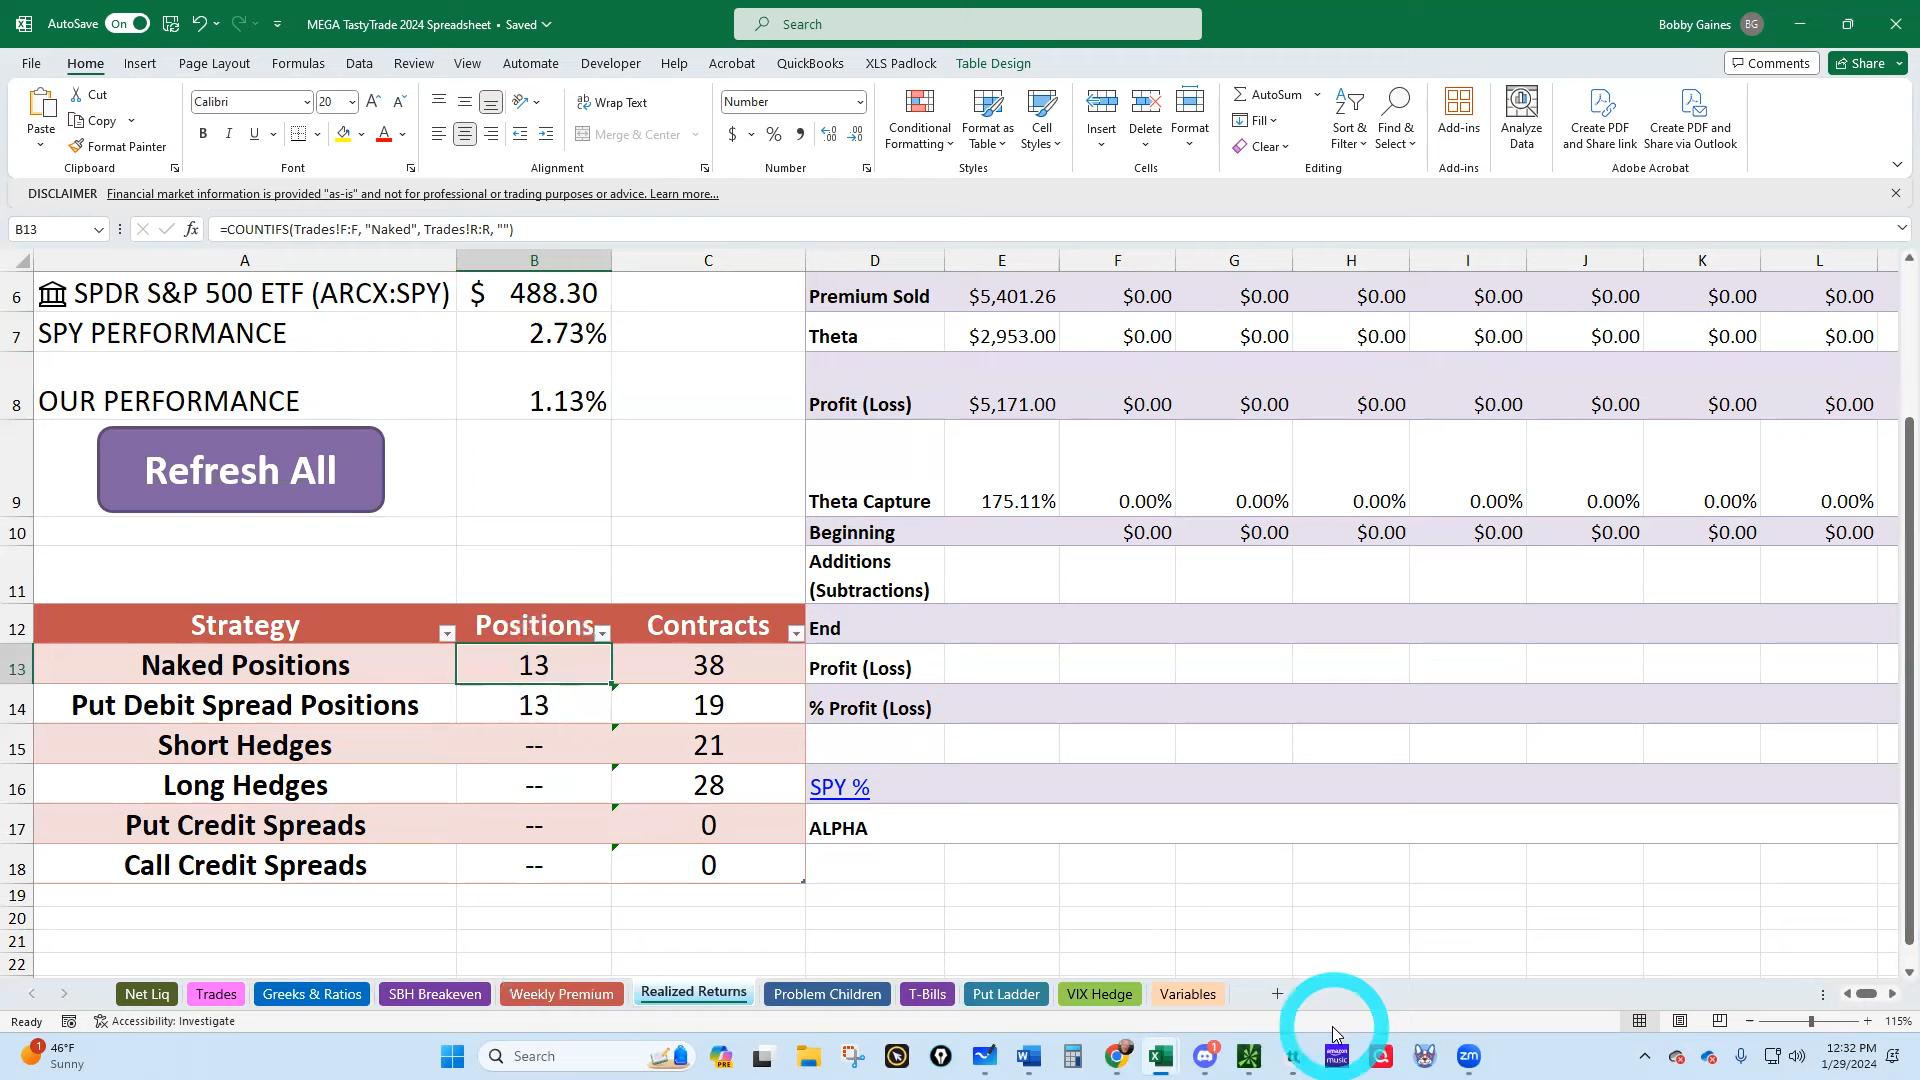 AutoSave On MEGA TastyTrade 2024 Spreadsheet • Saved Search Bobby Gaines BG
File Home Insert Page Layout Formulas Data Review View Automate Developer Help Acrobat QuickBooks XLS Padlock Table Design Comments Share
Paste Cut Copy Format Painter Clipboard
Calibri 20 B I U A Font
Wrap Text Merge & Center Alignment
Number $ % Number
Conditional Formatting Format as Table Cell Styles Styles
Insert Delete Format Cells
AutoSum Fill Clear Sort & Filter Find & Select Editing
Add-ins Add-ins
Analyze Data
Create PDF and Share link Create PDF and Share via Outlook Adobe Acrobat
DISCLAIMER Financial market information is provided "as-is" and not for professional or trading purposes or advice. Learn more...
B13 fx =COUNTIFS(Trades!F:F, "Naked", Trades!R:R, "")
A B C D E F G H I J K L
6 SPDR S&P 500 ETF (ARCX:SPY) $ 488.30 Premium Sold $5,401.26 $0.00 $0.00 $0.00 $0.00 $0.00 $0.00 $0.00
7 SPY PERFORMANCE 2.73% Theta $2,953.00 $0.00 $0.00 $0.00 $0.00 $0.00 $0.00 $0.00
8 OUR PERFORMANCE 1.13% Profit (Loss) $5,171.00 $0.00 $0.00 $0.00 $0.00 $0.00 $0.00 $0.00
Refresh All
9 Theta Capture 175.11% 0.00% 0.00% 0.00% 0.00% 0.00% 0.00% 0.00%
10 Beginning $0.00 $0.00 $0.00 $0.00 $0.00 $0.00 $0.00
Additions
11 (Subtractions)
12 Strategy Positions Contracts End
13 Naked Positions 13 38 Profit (Loss)
14 Put Debit Spread Positions 13 19 % Profit (Loss)
15 Short Hedges -- 21
16 Long Hedges -- 28 SPY %
17 Put Credit Spreads -- 0 ALPHA
18 Call Credit Spreads -- 0
19
20
21
22
Net Liq Trades Greeks & Ratios SBH Breakeven Weekly Premium Realized Returns Problem Children T-Bills Put Ladder VIX Hedge Variables
Ready Accessibility: Investigate 115%
1 46°F Search PRE 1 amazon music zm 12:32 PM
Sunny 1/29/2024